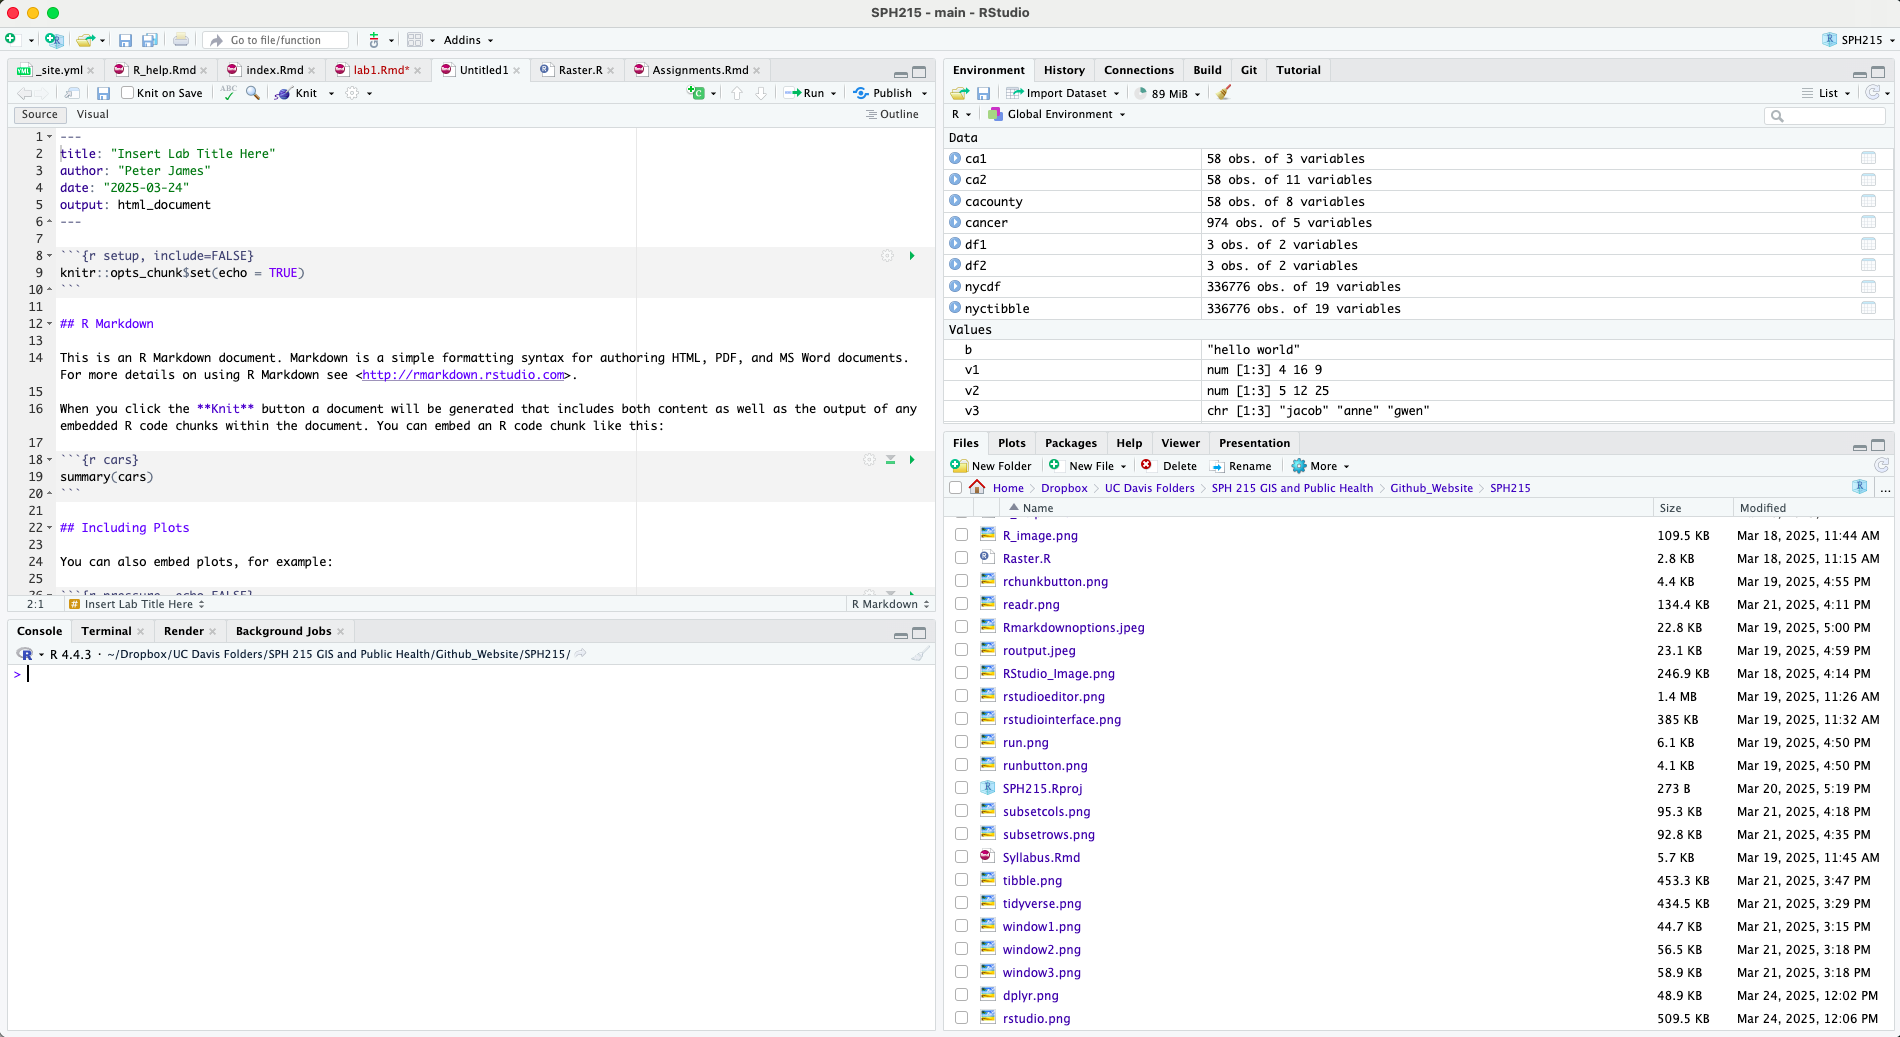 SPH215 - main - RStudio
Go to file/function
Addins
SPH215
_site.yml
R_help.Rmd
index.Rmd
lab1.Rmd*
Untitled1
Raster.R
Assignments.Rmd
Knit on Save
ABC
Knit
Run
Publish
Source
Visual
Outline
1 ---
2 title: "Insert Lab Title Here"
3 author: "Peter James"
4 date: "2025-03-24"
5 output: html_document
6 ---
7
8 ```{r setup, include=FALSE}
9 knitr::opts_chunk$set(echo = TRUE)
10 ```
11
12 ## R Markdown
13
14 This is an R Markdown document. Markdown is a simple formatting syntax for authoring HTML, PDF, and MS Word documents.
For more details on using R Markdown see <http://rmarkdown.rstudio.com>.
15
16 When you click the **Knit** button a document will be generated that includes both content as well as the output of any
embedded R code chunks within the document. You can embed an R code chunk like this:
17
18 ```{r cars}
19 summary(cars)
20 ```
21
22 ## Including Plots
23
24 You can also embed plots, for example:
25
26 ```{r pressure, echo=FALSE}
2:1
# Insert Lab Title Here
R Markdown
Console
Terminal
Render
Background Jobs
R 4.4.3 · ~/Dropbox/UC Davis Folders/SPH 215 GIS and Public Health/Github_Website/SPH215/
>
Environment
History
Connections
Build
Git
Tutorial
Import Dataset
89 MiB
List
R
Global Environment
Data
ca1 58 obs. of 3 variables
ca2 58 obs. of 11 variables
cacounty 58 obs. of 8 variables
cancer 974 obs. of 5 variables
df1 3 obs. of 2 variables
df2 3 obs. of 2 variables
nycdf 336776 obs. of 19 variables
nyctibble 336776 obs. of 19 variables
Values
b "hello world"
v1 num [1:3] 4 16 9
v2 num [1:3] 5 12 25
v3 chr [1:3] "jacob" "anne" "gwen"
Files
Plots
Packages
Help
Viewer
Presentation
New Folder
New File
Delete
Rename
More
Home
Dropbox
UC Davis Folders
SPH 215 GIS and Public Health
Github_Website
SPH215
...
Name Size Modified
R_image.png 109.5 KB Mar 18, 2025, 11:44 AM
Raster.R 2.8 KB Mar 18, 2025, 11:15 AM
rchunkbutton.png 4.4 KB Mar 19, 2025, 4:55 PM
readr.png 134.4 KB Mar 21, 2025, 4:11 PM
Rmarkdownoptions.jpeg 22.8 KB Mar 19, 2025, 5:00 PM
routput.jpeg 23.1 KB Mar 19, 2025, 4:59 PM
RStudio_Image.png 246.9 KB Mar 18, 2025, 4:14 PM
rstudioeditor.png 1.4 MB Mar 19, 2025, 11:26 AM
rstudiointerface.png 385 KB Mar 19, 2025, 11:32 AM
run.png 6.1 KB Mar 19, 2025, 4:50 PM
runbutton.png 4.1 KB Mar 19, 2025, 4:50 PM
SPH215.Rproj 273 B Mar 20, 2025, 5:19 PM
subsetcols.png 95.3 KB Mar 21, 2025, 4:18 PM
subsetrows.png 92.8 KB Mar 21, 2025, 4:35 PM
Syllabus.Rmd 5.7 KB Mar 19, 2025, 11:45 AM
tibble.png 453.3 KB Mar 21, 2025, 3:47 PM
tidyverse.png 434.5 KB Mar 21, 2025, 3:29 PM
window1.png 44.7 KB Mar 21, 2025, 3:15 PM
window2.png 56.5 KB Mar 21, 2025, 3:18 PM
window3.png 58.9 KB Mar 21, 2025, 3:18 PM
dplyr.png 48.9 KB Mar 24, 2025, 12:02 PM
rstudio.png 509.5 KB Mar 24, 2025, 12:06 PM